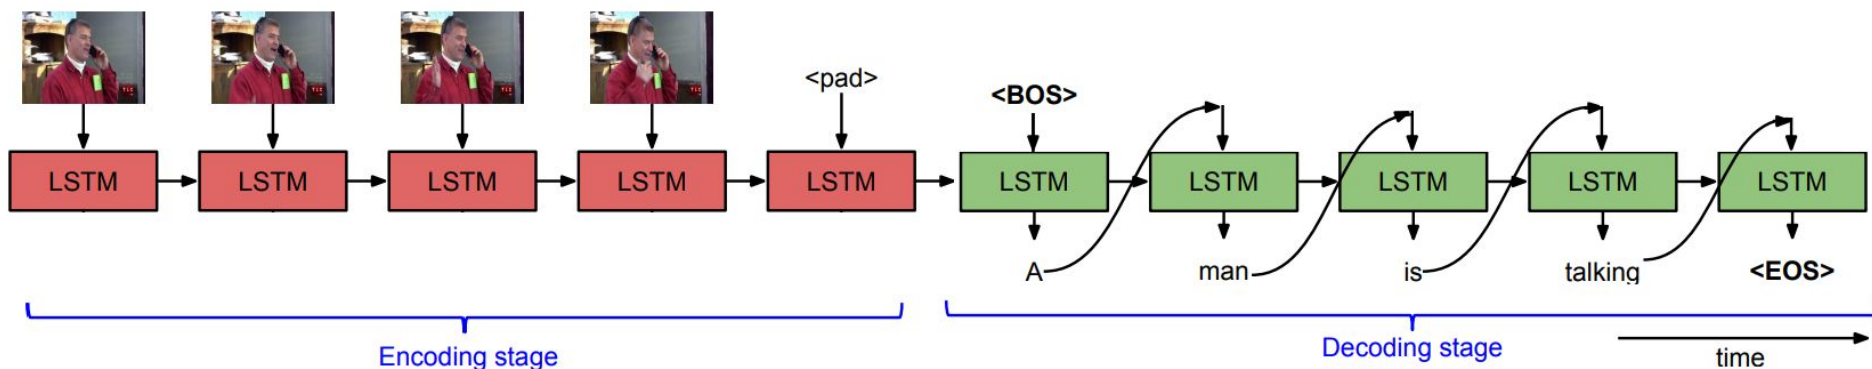 <pad>
<BOS>
LSTM LSTM LSTM LSTM LSTM LSTM LSTM LSTM LSTM LSTM
A man is talking <EOS>
Encoding stage
Decoding stage
time